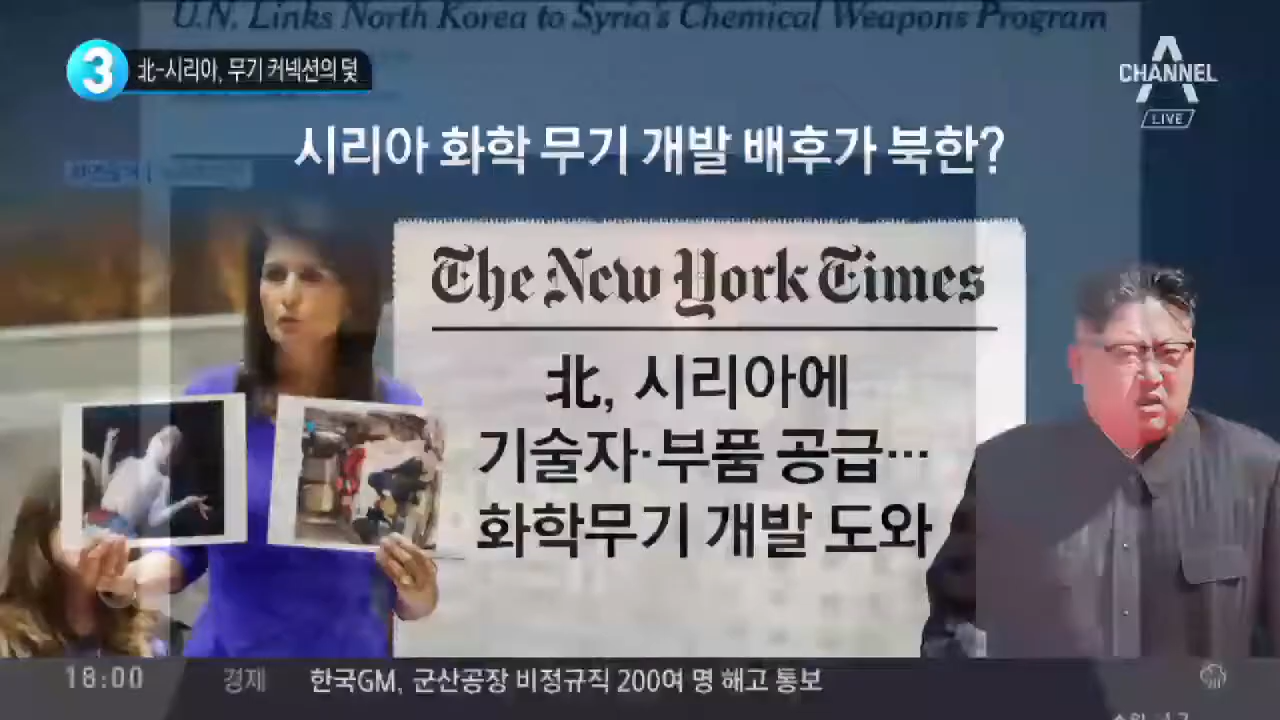 U.N. Links North Korea to Syria's Chemical Weapons Program
3 北-시리아, 무기 커넥션의 덫
CHANNEL A
LIVE
시리아 화학 무기 개발 배후가 북한?
The New York Times
北, 시리아에
기술자·부품 공급…
화학무기 개발 도와
18:00 경제 한국GM, 군산공장 비정규직 200여 명 해고 통보